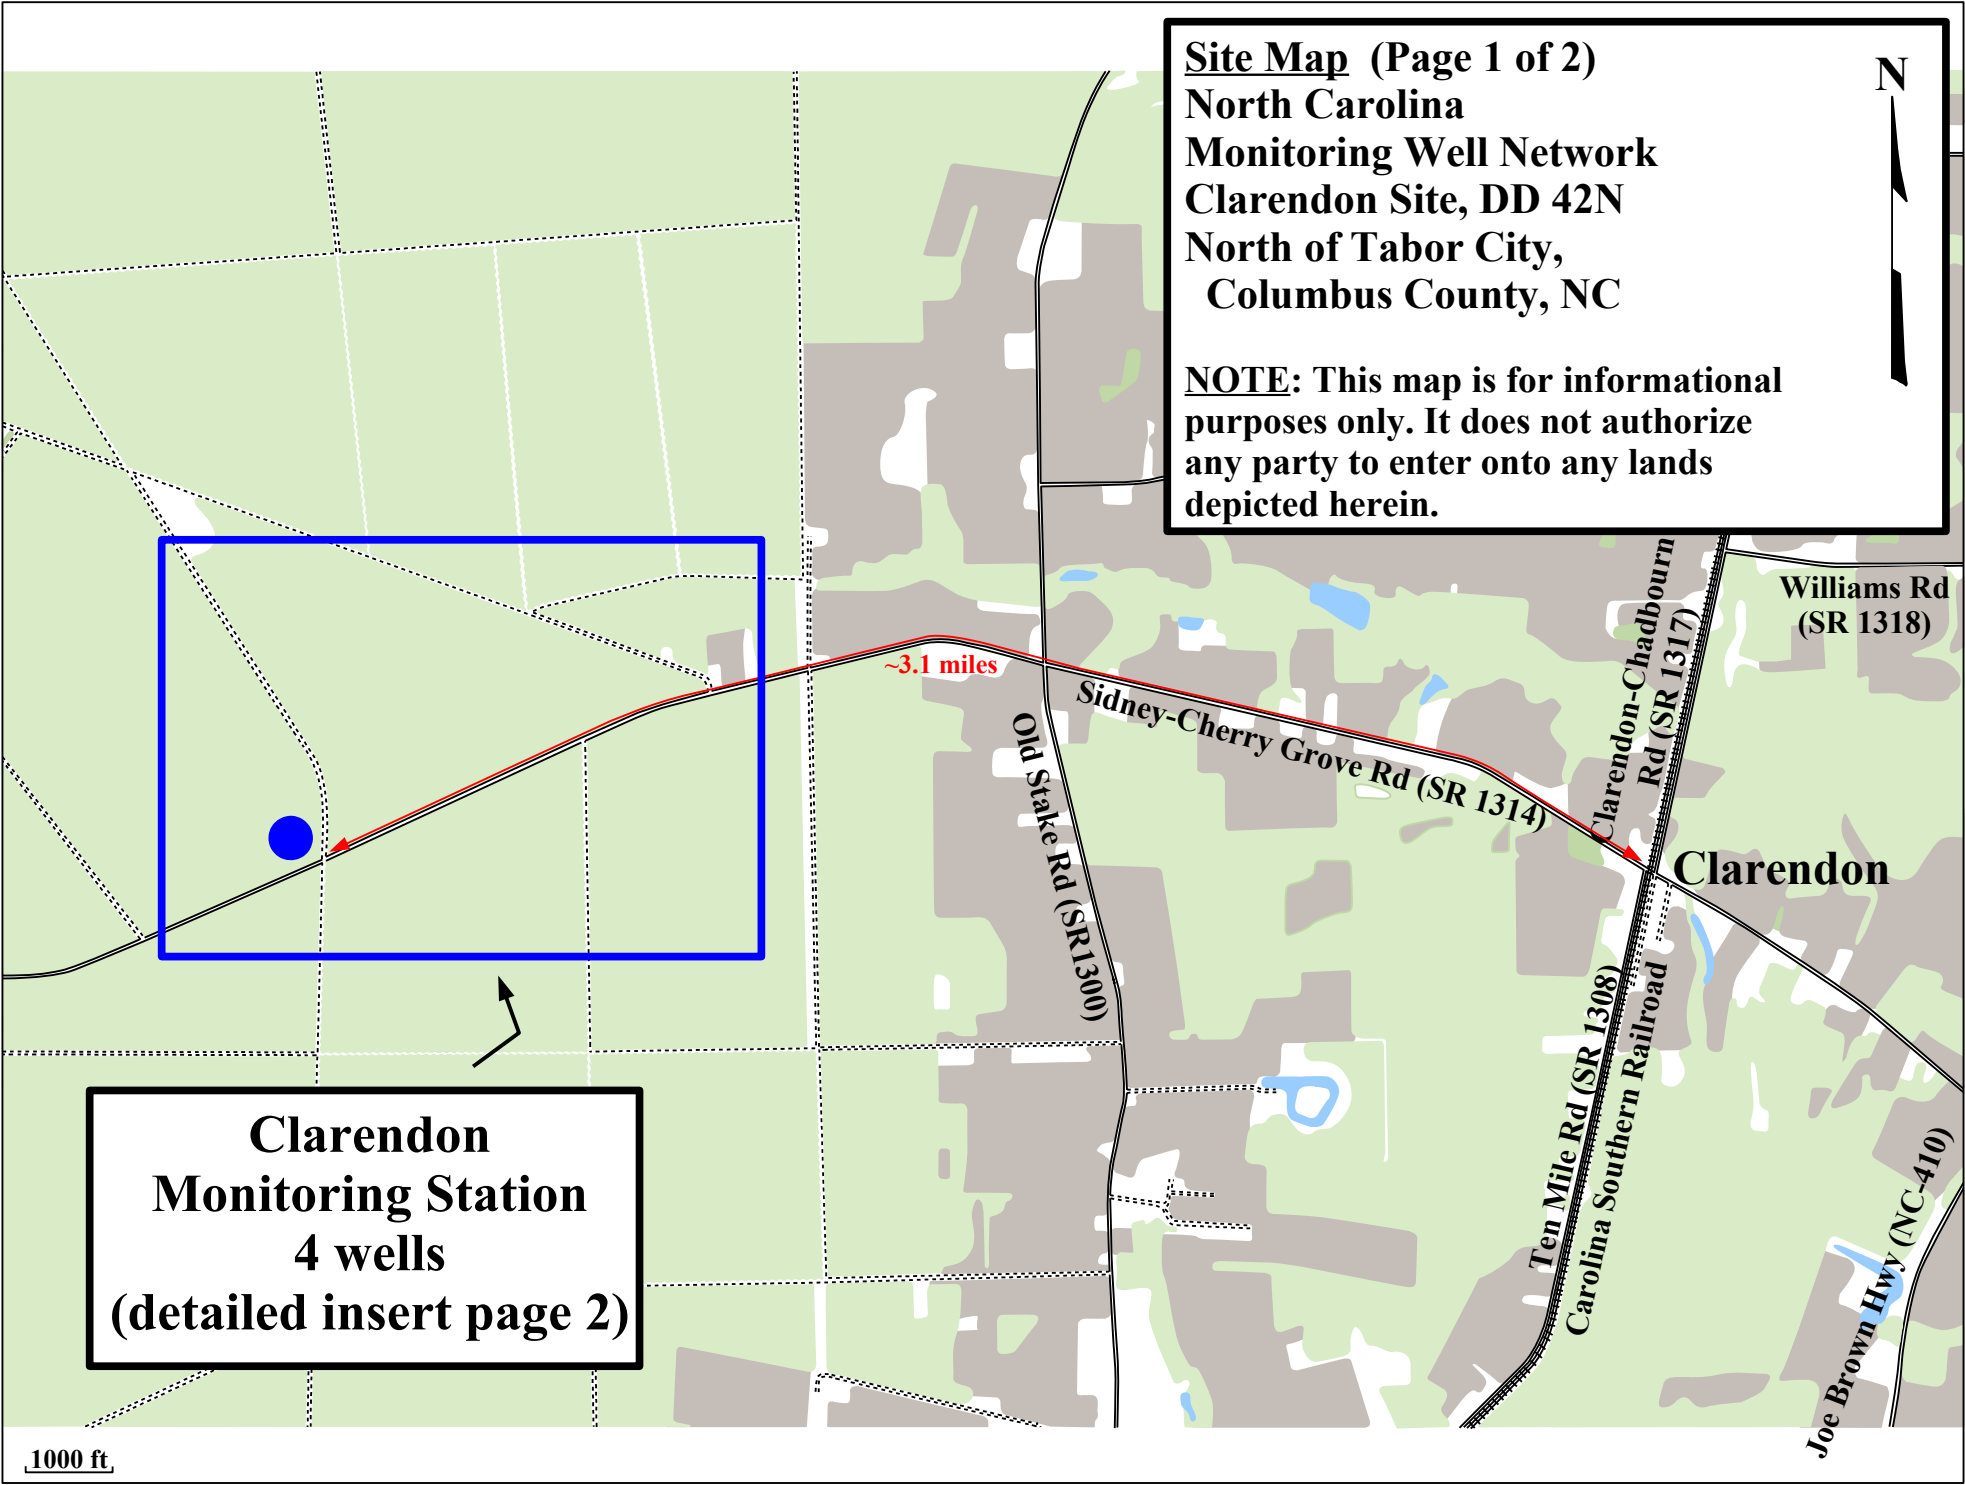 Site Map (Page 1 of 2)
North Carolina
Monitoring Well Network
Clarendon Site, DD 42N
North of Tabor City,
Columbus County, NC
NOTE: This map is for informational
purposes only. It does not authorize
any party to enter onto any lands
depicted herein.
N
Williams Rd
(SR 1318)
Clarendon-Chadbourn
Rd (SR 1317)
~3.1 miles
Sidney-Cherry Grove Rd (SR 1314)
Old Stake Rd (SR1300)
Clarendon
Ten Mile Rd (SR 1308)
Carolina Southern Railroad
Joe Brown Hwy (NC-410)
Clarendon
Monitoring Station
4 wells
(detailed insert page 2)
1000 ft